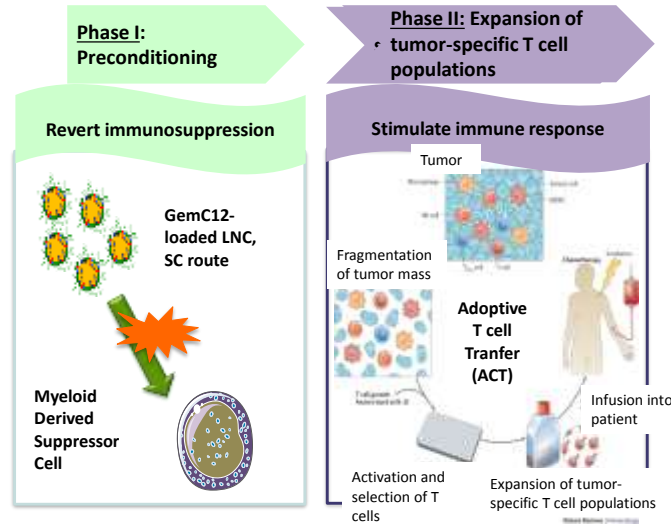 Phase I:
Preconditioning
Phase II: Expansion of
tumor-specific T cell
populations
Revert immunosuppression
Stimulate immune response
GemC12-
loaded LNC,
SC route
Myeloid
Derived
Suppressor
Cell
Tumor
Fragmentation
of tumor mass
Chemotherapy
Adoptive
T cell
Tranfer
(ACT)
Infusion into
patient
Activation and
selection of T
cells
Expansion of tumor-
specific T cell populations